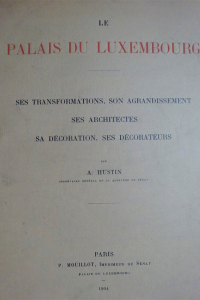 LE
PALAIS DU LUXEMBOURG
SES TRANSFORMATIONS, SON AGRANDISSEMENT
SES ARCHITECTES
SA DÉCORATION, SES DÉCORATEURS
PAR
A. HUSTIN
PARIS
P. MOUILLOT, IMPRIMEUR DU SÉNAT
PALAIS DU LUXEMBOURG
1904